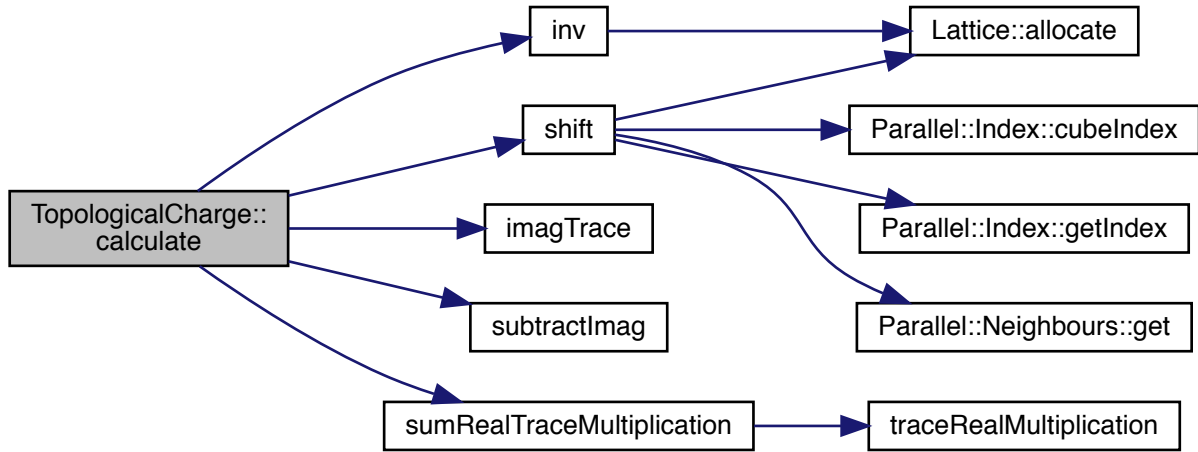 inv
Lattice::allocate
shift
Parallel::Index::cubeIndex
TopologicalCharge::
calculate
imagTrace
Parallel::Index::getIndex
subtractImag
Parallel::Neighbours::get
sumRealTraceMultiplication
traceRealMultiplication